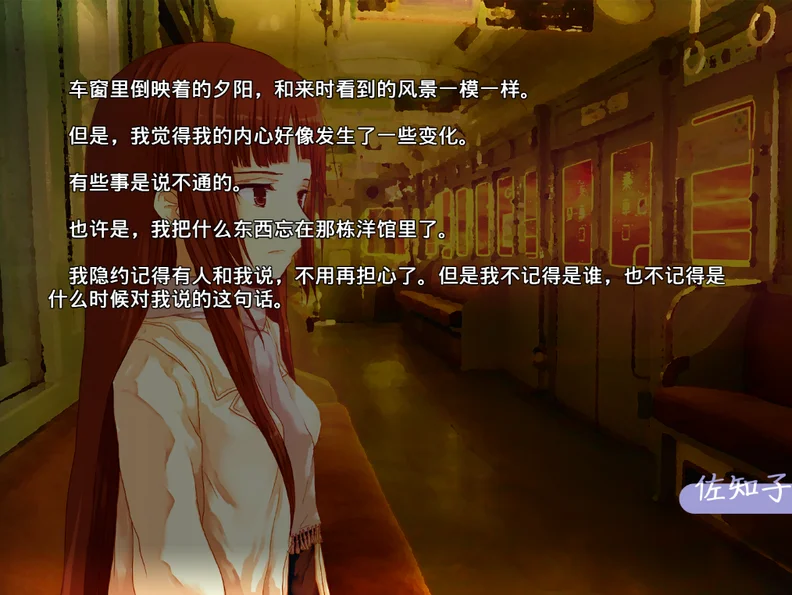 车窗里倒映着的夕阳，和来时看到的风景一模一样。
但是，我觉得我的内心好像发生了一些变化。
有些事是说不通的。
也许是，我把什么东西忘在那栋洋馆里了。
我隐约记得有人和我说，不用再担心了。但是我不记得是谁，也不记得是
什么时候对我说的这句话。
佐知子